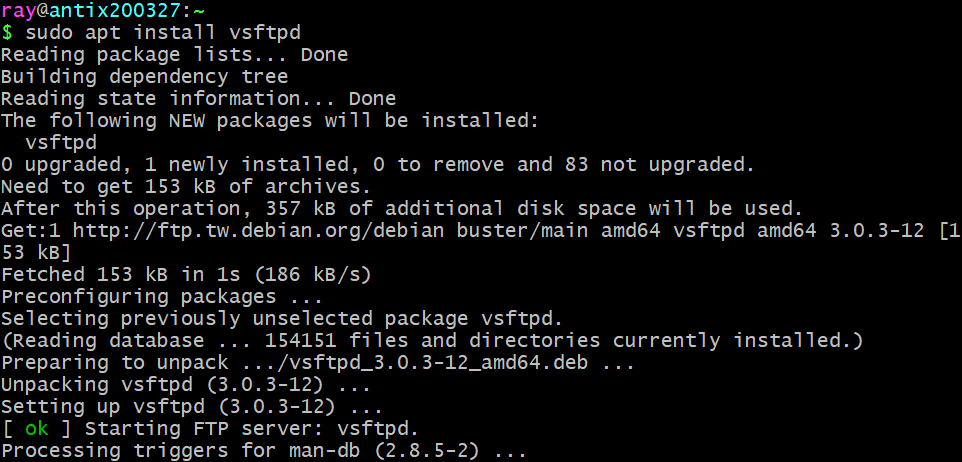 ray@antix200327:~
$ sudo apt install vsftpd
Reading package lists... Done
Building dependency tree
Reading state information... Done
The following NEW packages will be installed:
  vsftpd
0 upgraded, 1 newly installed, 0 to remove and 83 not upgraded.
Need to get 153 kB of archives.
After this operation, 357 kB of additional disk space will be used.
Get:1 http://ftp.tw.debian.org/debian buster/main amd64 vsftpd amd64 3.0.3-12 [1
53 kB]
Fetched 153 kB in 1s (186 kB/s)
Preconfiguring packages ...
Selecting previously unselected package vsftpd.
(Reading database ... 154151 files and directories currently installed.)
Preparing to unpack .../vsftpd_3.0.3-12_amd64.deb ...
Unpacking vsftpd (3.0.3-12) ...
Setting up vsftpd (3.0.3-12) ...
[ ok ] Starting FTP server: vsftpd.
Processing triggers for man-db (2.8.5-2) ...